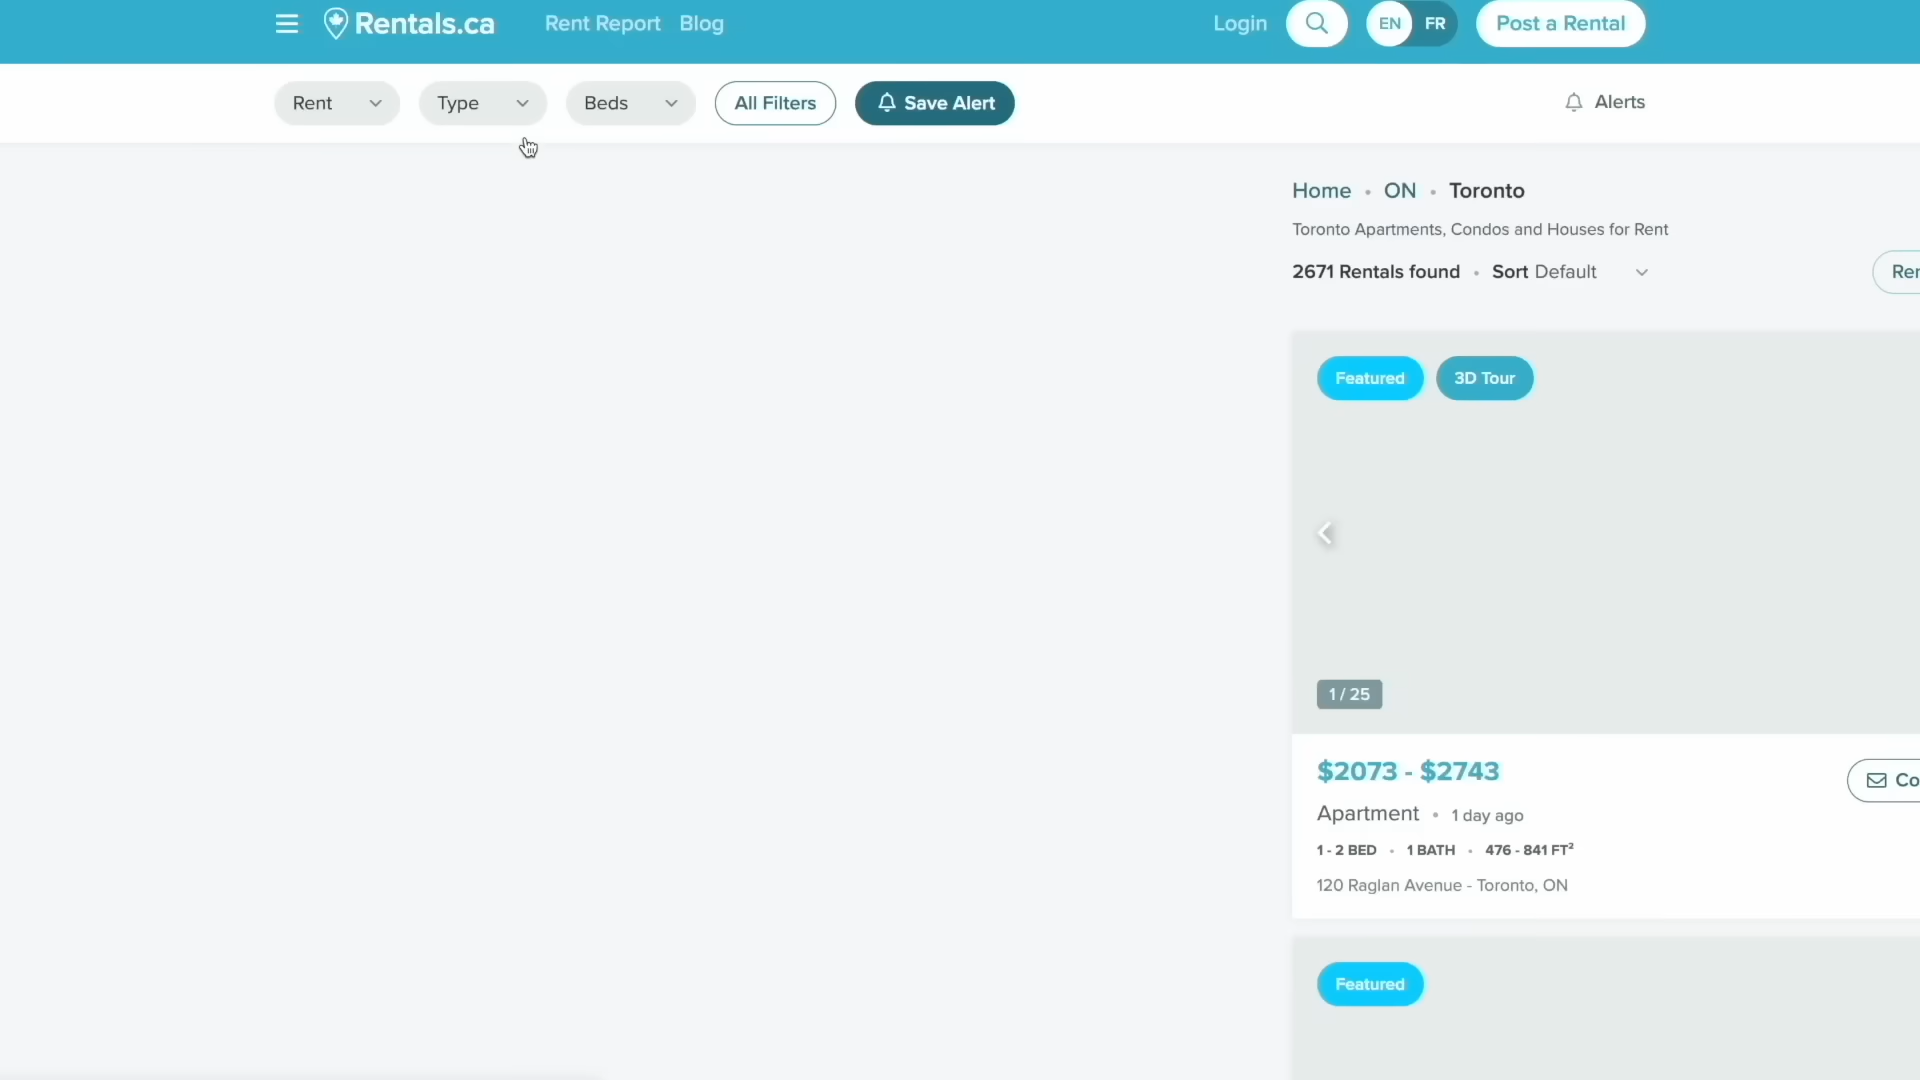 Rentals.ca
Rent Report
Blog
Login
EN
FR
Post a Rental
Rent
Type
Beds
All Filters
Save Alert
Alerts
Home • ON • Toronto
Toronto Apartments, Condos and Houses for Rent
2671 Rentals found • Sort Default
Featured
3D Tour
1 / 25
$2073 - $2743
Apartment • 1 day ago
1 - 2 BED • 1 BATH • 476 - 841 FT²
120 Raglan Avenue - Toronto, ON
Featured